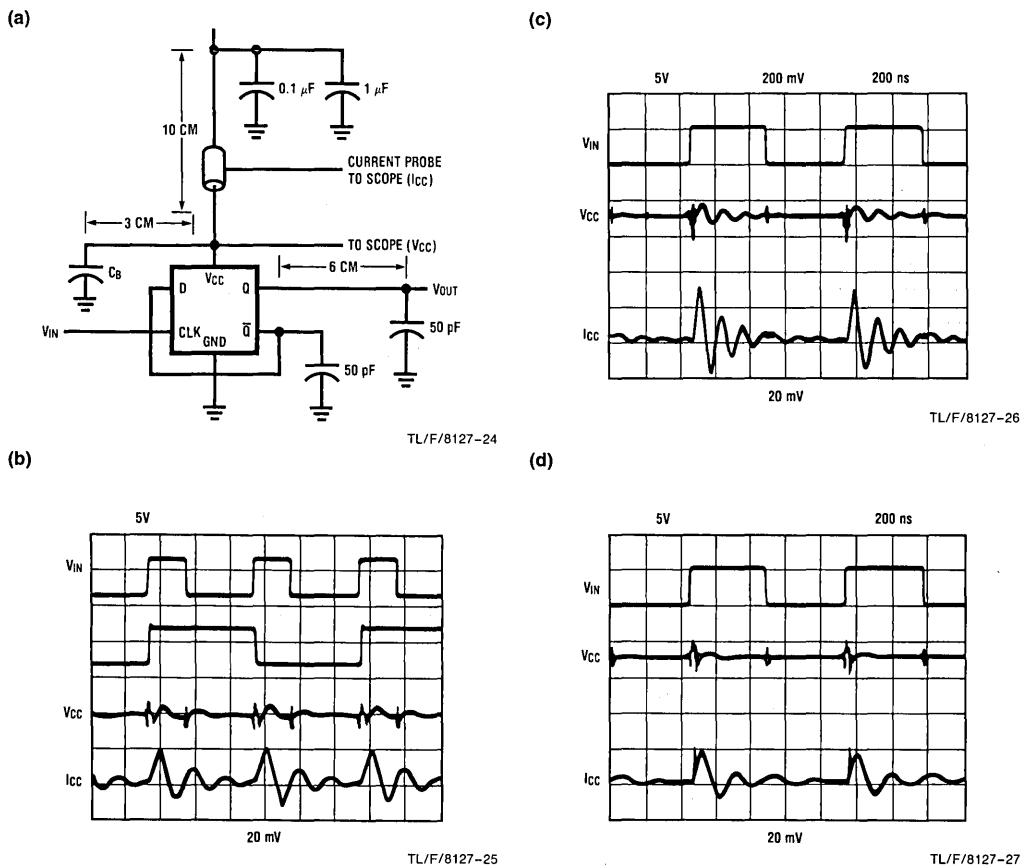 (a)
0.1 μF
1 μF
10 CM
CURRENT PROBE
TO SCOPE (ICC)
3 CM
TO SCOPE (VCC)
CB
6 CM
VCC
D
Q
VOUT
VIN
CLK
Q̅
GND
50 pF
50 pF
TL/F/8127-24
(b)
5V
VIN
VCC
ICC
20 mV
TL/F/8127-25
(c)
5V 200 mV 200 ns
VIN
VCC
ICC
20 mV
TL/F/8127-26
(d)
5V 200 ns
VIN
VCC
ICC
20 mV
TL/F/8127-27